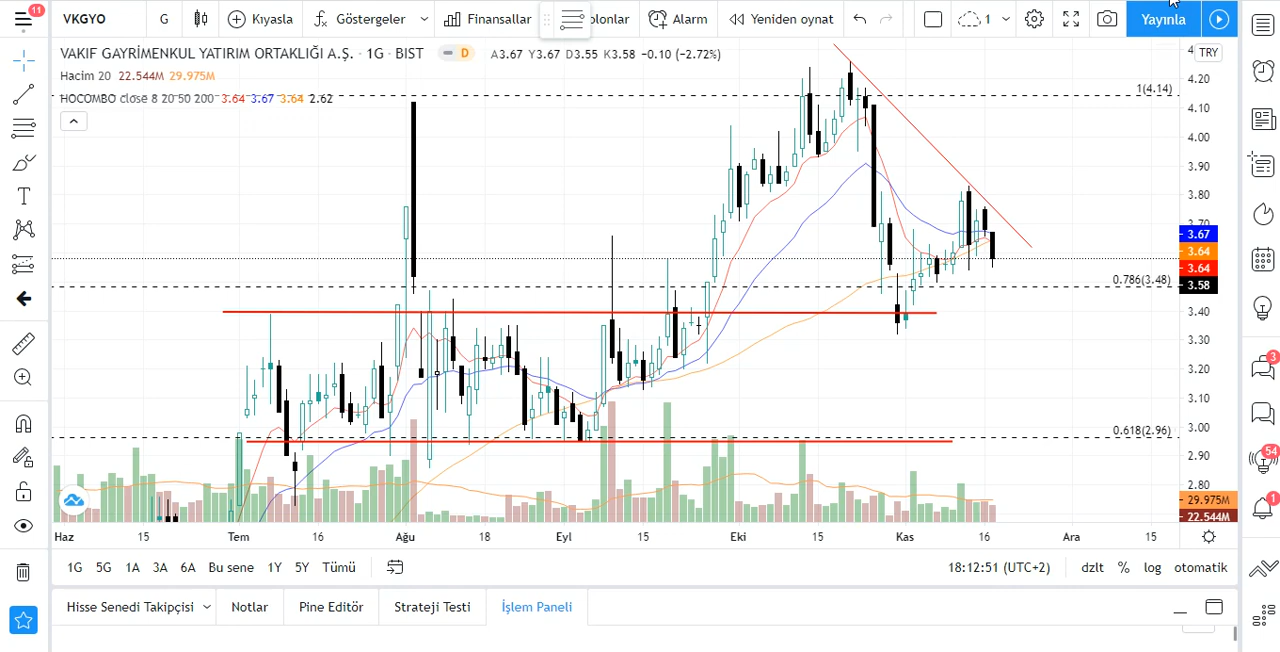 11
VKGYO
G
Kıyasla
Göstergeler
Finansallar
olonlar
Alarm
Yeniden oynat
1
Yayınla
VAKIF GAYRİMENKUL YATIRIM ORTAKLIĞI A.Ş. · 1G · BIST
D
A3.67 Y3.67 D3.55 K3.58 −0.10 (−2.72%)
TRY
Hacim 20 22.544M 29.975M
HOCOMBO close 8 20 50 200 3.64 3.67 3.64 2.62
1(4.14)
0.786(3.48)
0.618(2.96)
4.20
4.10
4.00
3.90
3.80
3.70
3.67
3.64
3.64
3.58
3.40
3.30
3.20
3.10
3.00
2.90
2.80
29.975M
22.544M
3
54
1
Haz 15 Tem 16 Ağu 18 Eyl 15 Eki 15 Kas 16 Ara 15
1G 5G 1A 3A 6A Bu sene 1Y 5Y Tümü
18:12:51 (UTC+2) dzlt % log otomatik
Hisse Senedi Takipçisi Notlar Pine Editör Strateji Testi İşlem Paneli